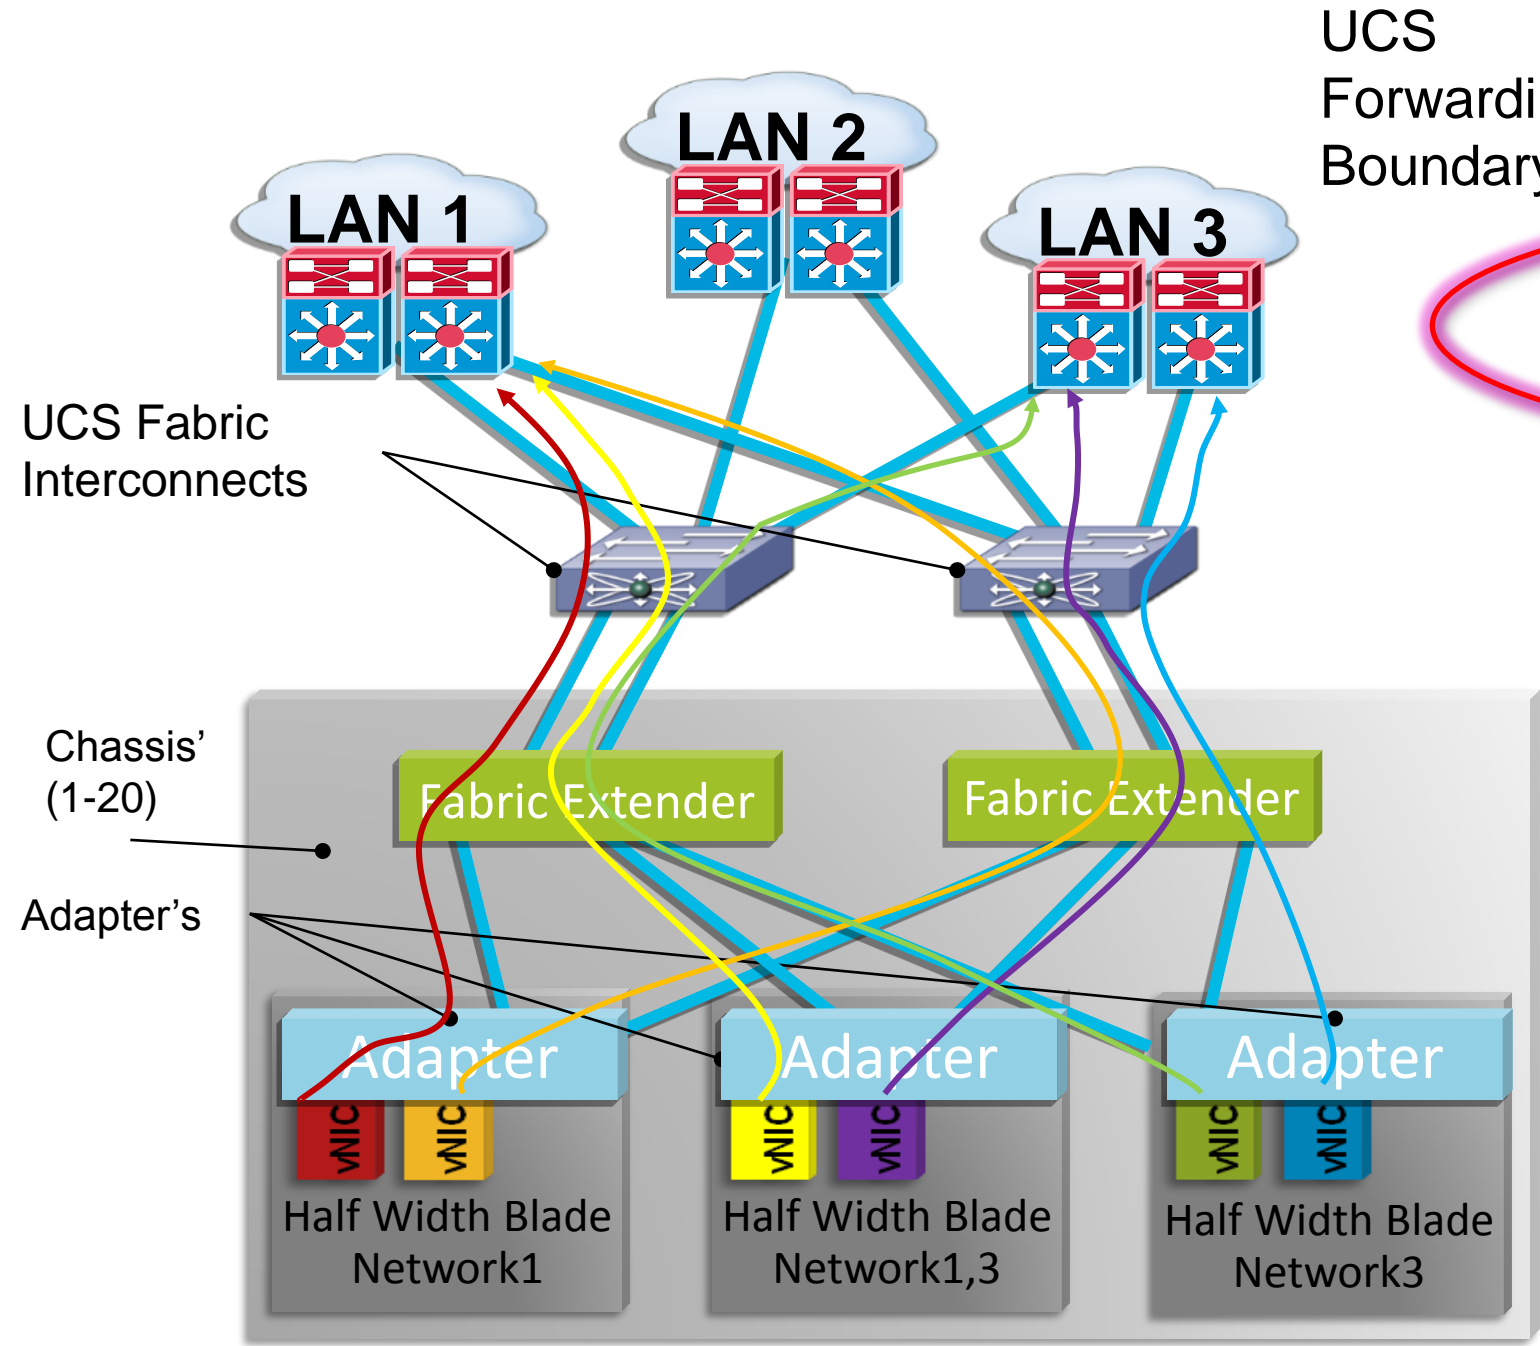 UCS
Forwardi
Boundary
LAN 2
LAN 1
LAN 3
UCS Fabric
Interconnects
Chassis’
(1-20)
Fabric Extender
Fabric Extender
Adapter’s
Adapter
Adapter
Adapter
vNIC
vNIC
vNIC
vNIC
vNIC
vNIC
Half Width Blade
Network1
Half Width Blade
Network1,3
Half Width Blade
Network3